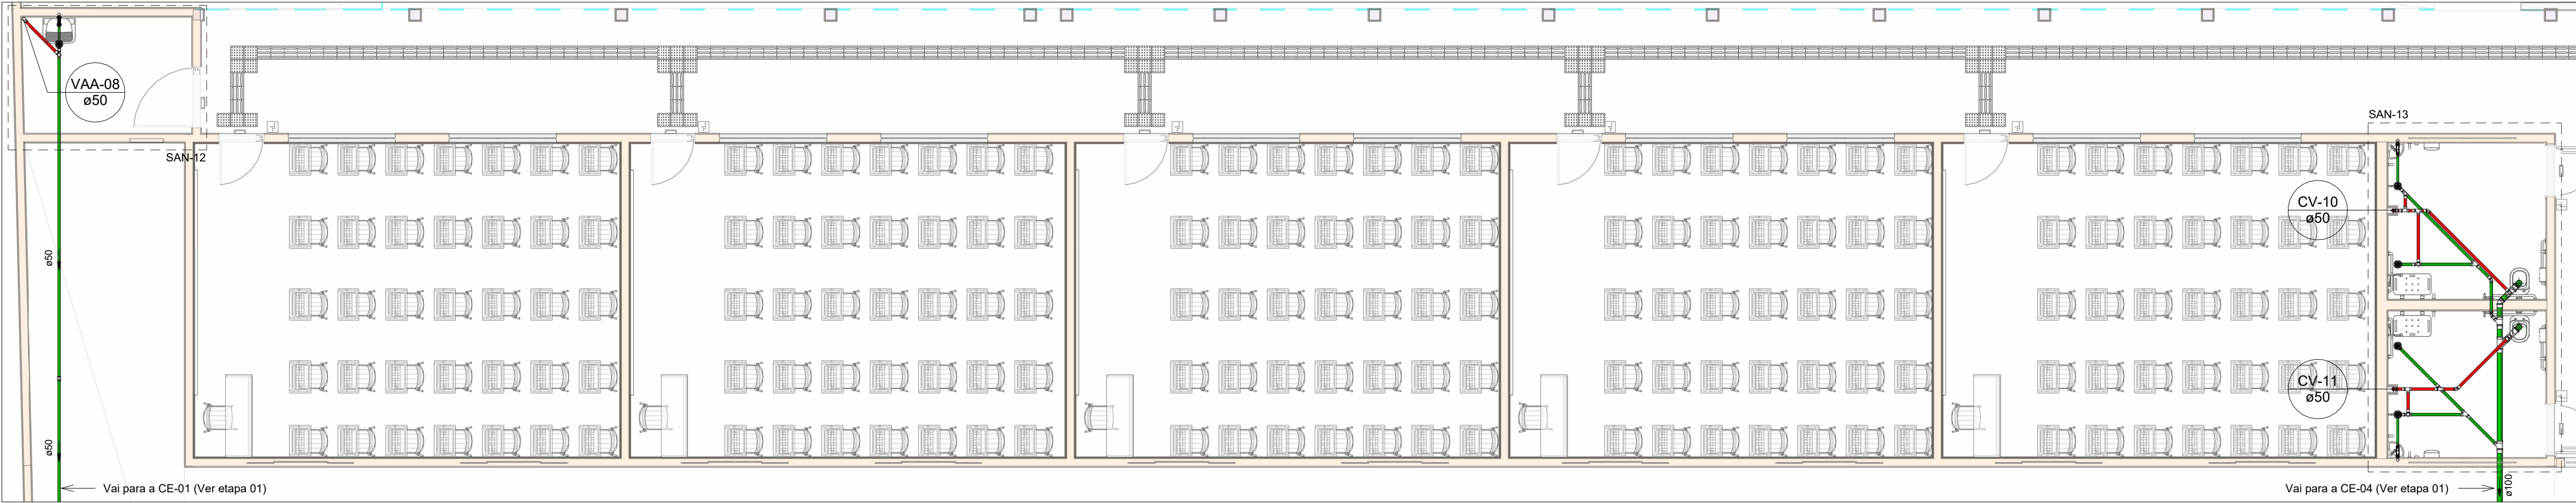 VAA-08
ø50
SAN-12
SAN-13
CV-10
ø50
ø50
CV-11
ø50
ø50
Vai para a CE-01 (Ver etapa 01)
Vai para a CE-04 (Ver etapa 01)
ø100